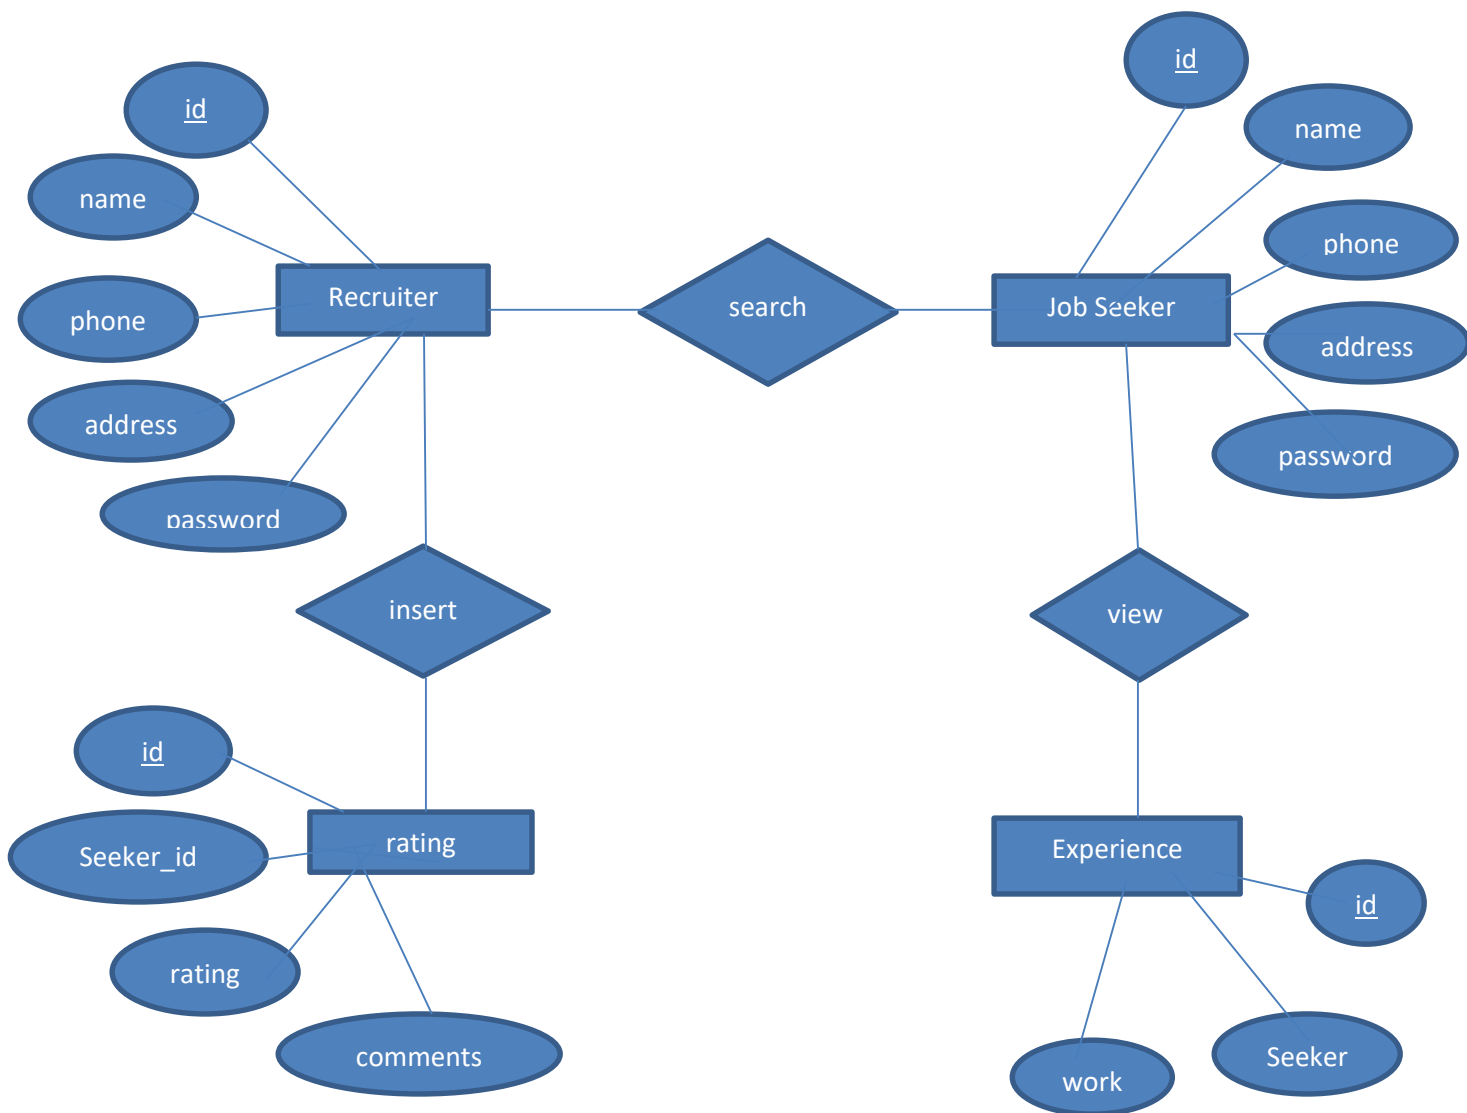 id
name
phone
address
password
Recruiter
search
id
name
phone
address
password
Job Seeker
insert
view
id
Seeker_id
rating
comments
rating
Experience
id
Seeker
work